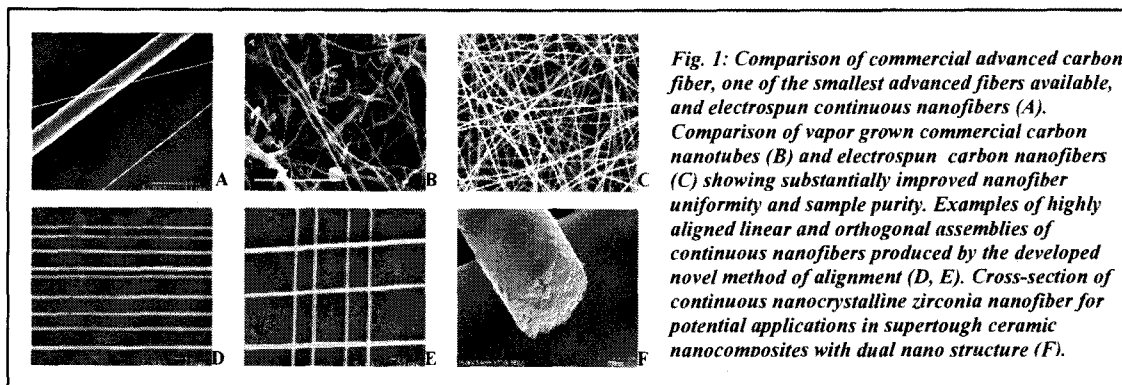 A
B
C
D
E
F
Fig. 1: Comparison of commercial advanced carbon
fiber, one of the smallest advanced fibers available,
and electrospun continuous nanofibers (A).
Comparison of vapor grown commercial carbon
nanotubes (B) and electrospun carbon nanofibers
(C) showing substantially improved nanofiber
uniformity and sample purity. Examples of highly
aligned linear and orthogonal assemblies of
continuous nanofibers produced by the developed
novel method of alignment (D, E). Cross-section of
continuous nanocrystalline zirconia nanofiber for
potential applications in supertough ceramic
nanocomposites with dual nano structure (F).